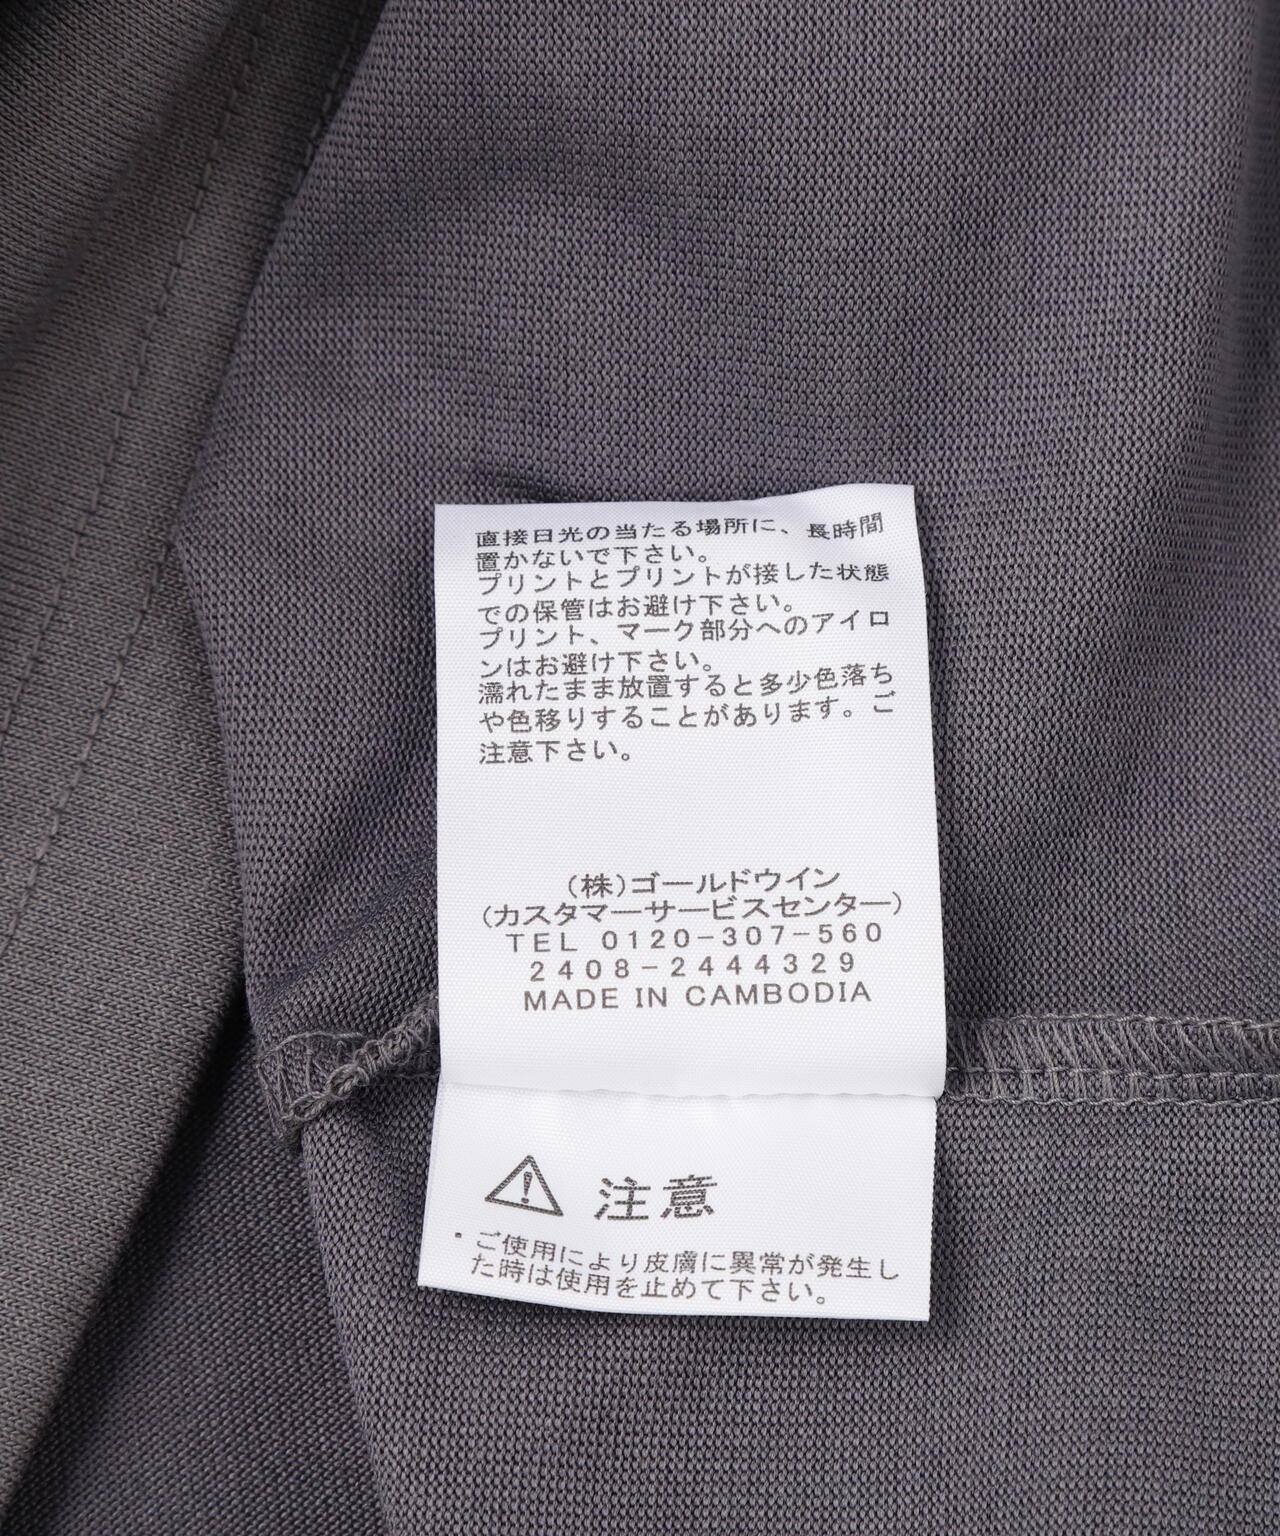 直接日光の当たる場所に、長時間
置かないで下さい。
プリントとプリントが接した状態
での保管はお避け下さい。
プリント、マーク部分へのアイロ
ンはお避け下さい。
濡れたまま放置すると多少色落ち
や色移りすることがあります。ご
注意下さい。
(株)ゴールドウイン
(カスタマーサービスセンター)
TEL 0120-307-560
2408-2444329
MADE IN CAMBODIA
注意
・ご使用により皮膚に異常が発生し
た時は使用を止めて下さい。